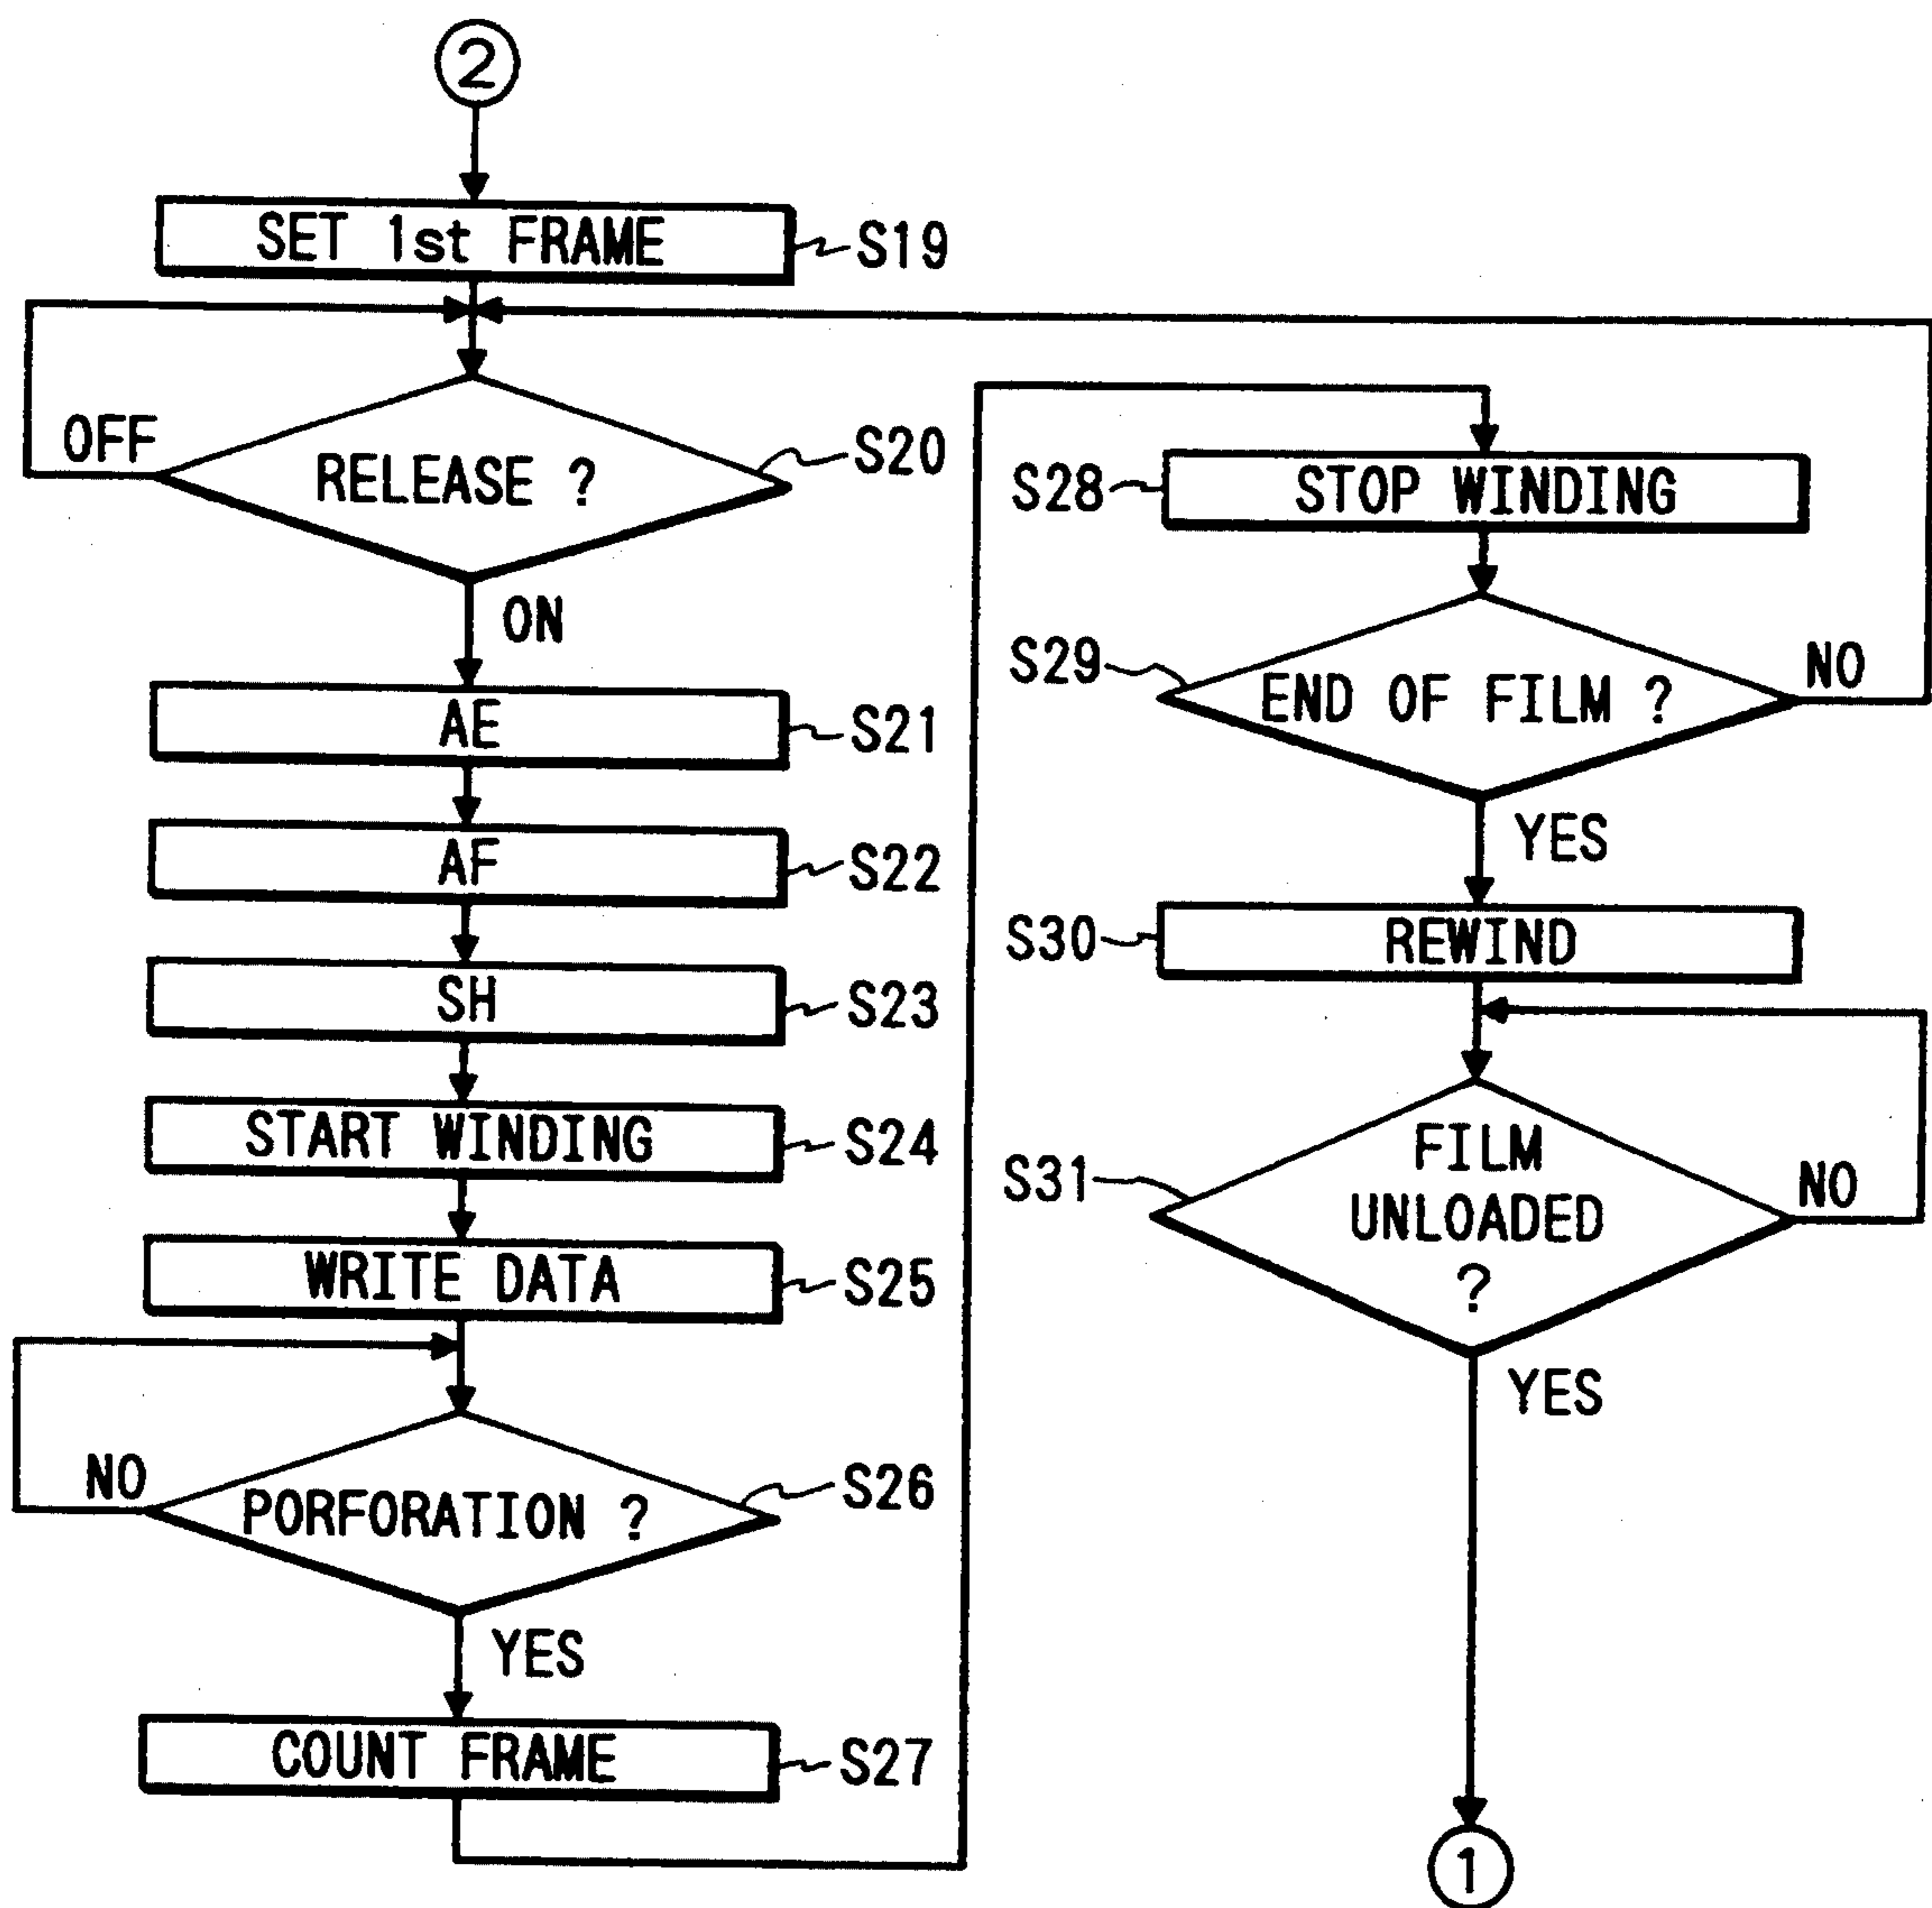 2
SET 1st FRAME
S19
OFF
RELEASE ?
S20
ON
AE
S21
AF
S22
SH
S23
START WINDING
S24
WRITE DATA
S25
NO
PORFORATION ?
S26
YES
COUNT FRAME
S27
S28
STOP WINDING
S29
END OF FILM ?
NO
YES
S30
REWIND
S31
FILM
UNLOADED
?
NO
YES
1